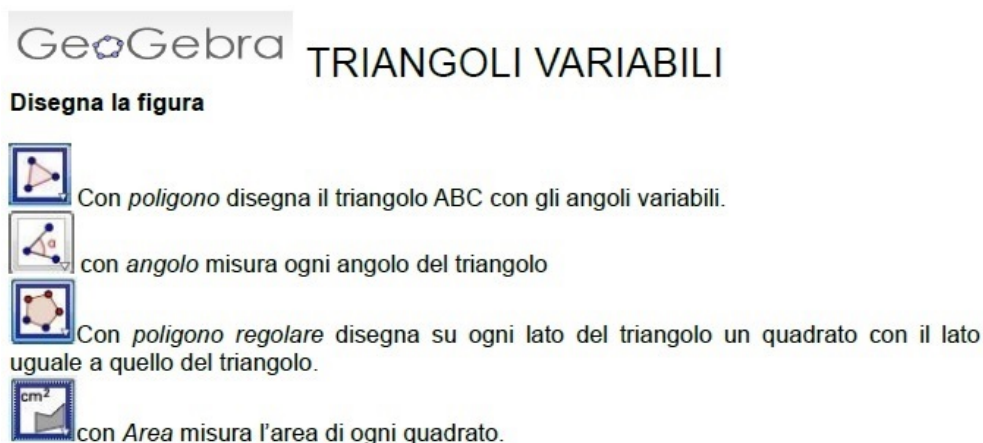 GeoGebra TRIANGOLI VARIABILI
Disegna la figura
Con poligono disegna il triangolo ABC con gli angoli variabili.
α
con angolo misura ogni angolo del triangolo
Con poligono regolare disegna su ogni lato del triangolo un quadrato con il lato
uguale a quello del triangolo.
cm²
con Area misura l'area di ogni quadrato.